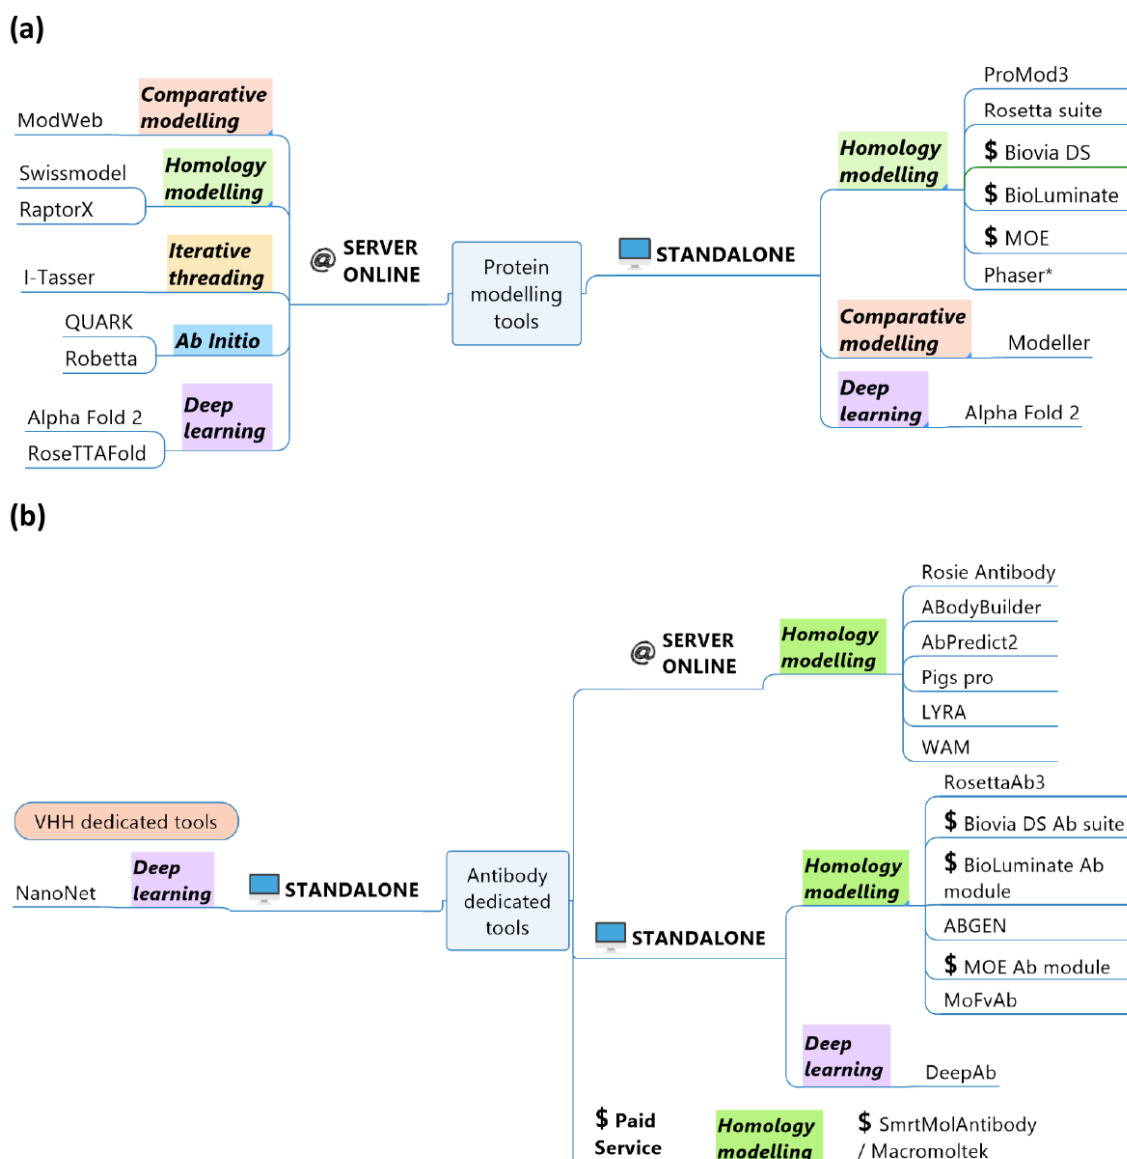 (a)
Comparative
modelling
ModWeb
Swissmodel
Homology
modelling
RaptorX
Iterative
threading
I-Tasser
QUARK
Ab Initio
Robetta
Deep
learning
Alpha Fold 2
RoseTTAFold
@ SERVER
ONLINE
Protein
modelling
tools
STANDALONE
Homology
modelling
ProMod3
Rosetta suite
$ Biovia DS
$ BioLuminate
$ MOE
Phaser*
Comparative
modelling
Modeller
Deep
learning
Alpha Fold 2
(b)
VHH dedicated tools
NanoNet
Deep
learning
STANDALONE
Antibody
dedicated
tools
@ SERVER
ONLINE
Homology
modelling
Rosie Antibody
ABodyBuilder
AbPredict2
Pigs pro
LYRA
WAM
STANDALONE
Homology
modelling
RosettaAb3
$ Biovia DS Ab suite
$ BioLuminate Ab
module
ABGEN
$ MOE Ab module
MoFvAb
Deep
learning
DeepAb
$ Paid
Service
Homology
modelling
$ SmrtMolAntibody
/ Macromoltek